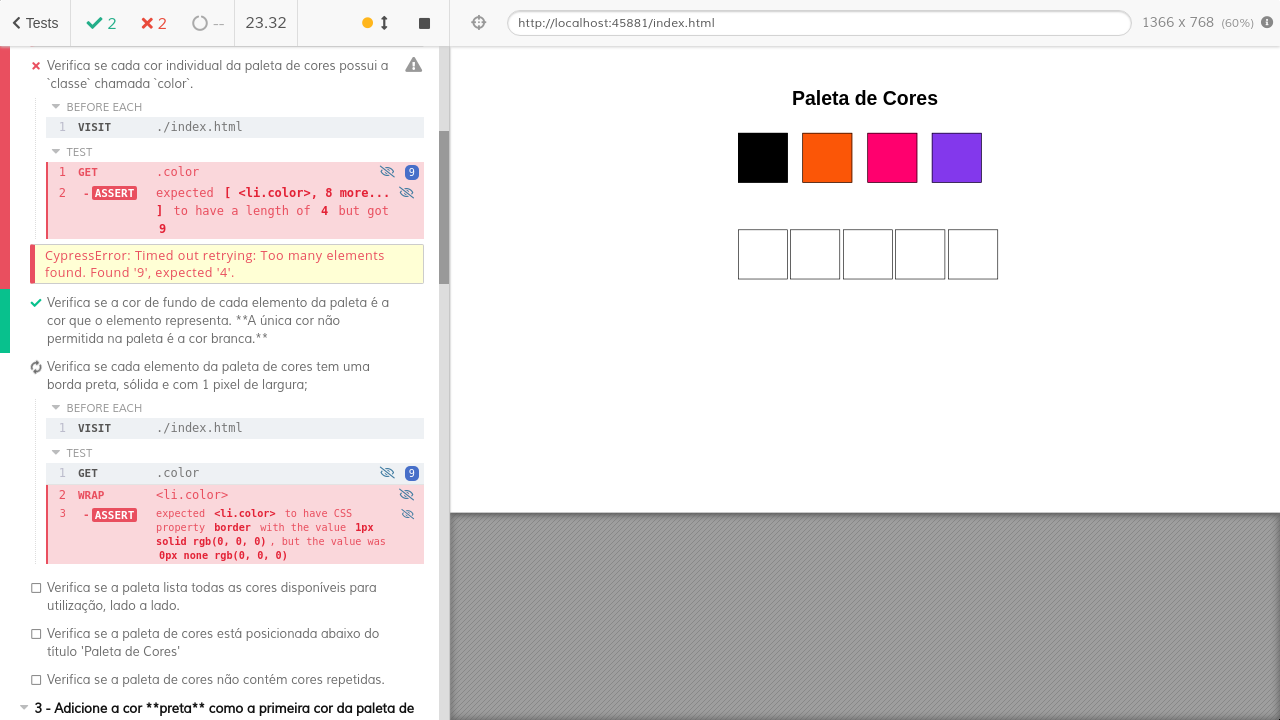 Tests
2
2
--
23.32
http://localhost:45881/index.html
1366 x 768 (60%)
Verifica se cada cor individual da paleta de cores possui a
`classe` chamada `color`.
BEFORE EACH
1 VISIT ./index.html
TEST
1 GET .color 9
2 - ASSERT expected [ <li.color>, 8 more...
] to have a length of 4 but got
9
CypressError: Timed out retrying: Too many elements
found. Found '9', expected '4'.
Verifica se a cor de fundo de cada elemento da paleta é a
cor que o elemento representa. **A única cor não
permitida na paleta é a cor branca.**
Verifica se cada elemento da paleta de cores tem uma
borda preta, sólida e com 1 pixel de largura;
BEFORE EACH
1 VISIT ./index.html
TEST
1 GET .color 9
2 WRAP <li.color>
3 - ASSERT expected <li.color> to have CSS
property border with the value 1px
solid rgb(0, 0, 0), but the value was
0px none rgb(0, 0, 0)
Verifica se a paleta lista todas as cores disponíveis para
utilização, lado a lado.
Verifica se a paleta de cores está posicionada abaixo do
título 'Paleta de Cores'
Verifica se a paleta de cores não contém cores repetidas.
3 - Adicione a cor **preta** como a primeira cor da paleta de
Paleta de Cores